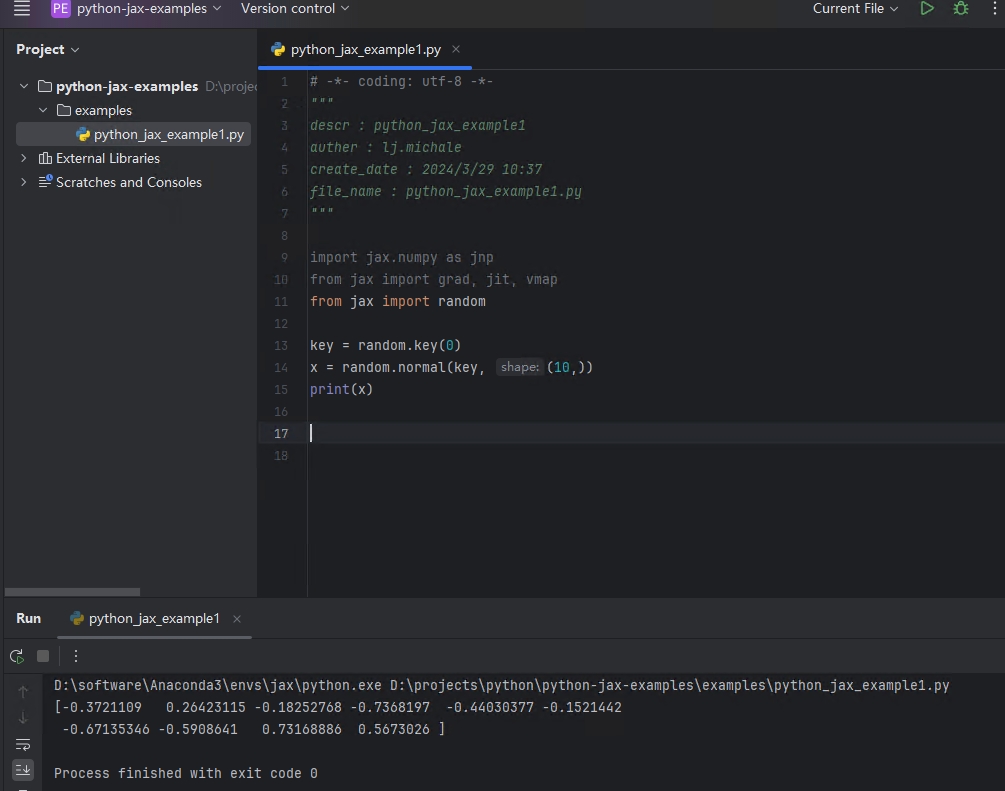 PE python-jax-examples Version control Current File
Project
python_jax_example1.py
python-jax-examples D:\projec
examples
python_jax_example1.py
External Libraries
Scratches and Consoles
1 # -*- coding: utf-8 -*-
2 """
3 descr : python_jax_example1
4 auther : lj.michale
5 create_date : 2024/3/29 10:37
6 file_name : python_jax_example1.py
7 """
8
9 import jax.numpy as jnp
10 from jax import grad, jit, vmap
11 from jax import random
12
13 key = random.key(0)
14 x = random.normal(key, shape: (10,))
15 print(x)
16
17
18
Run python_jax_example1
D:\software\Anaconda3\envs\jax\python.exe D:\projects\python\python-jax-examples\examples\python_jax_example1.py
[-0.3721109   0.26423115 -0.18252768 -0.7368197  -0.44030377 -0.1521442
 -0.67135346 -0.5908641   0.73168886  0.5673026 ]
Process finished with exit code 0